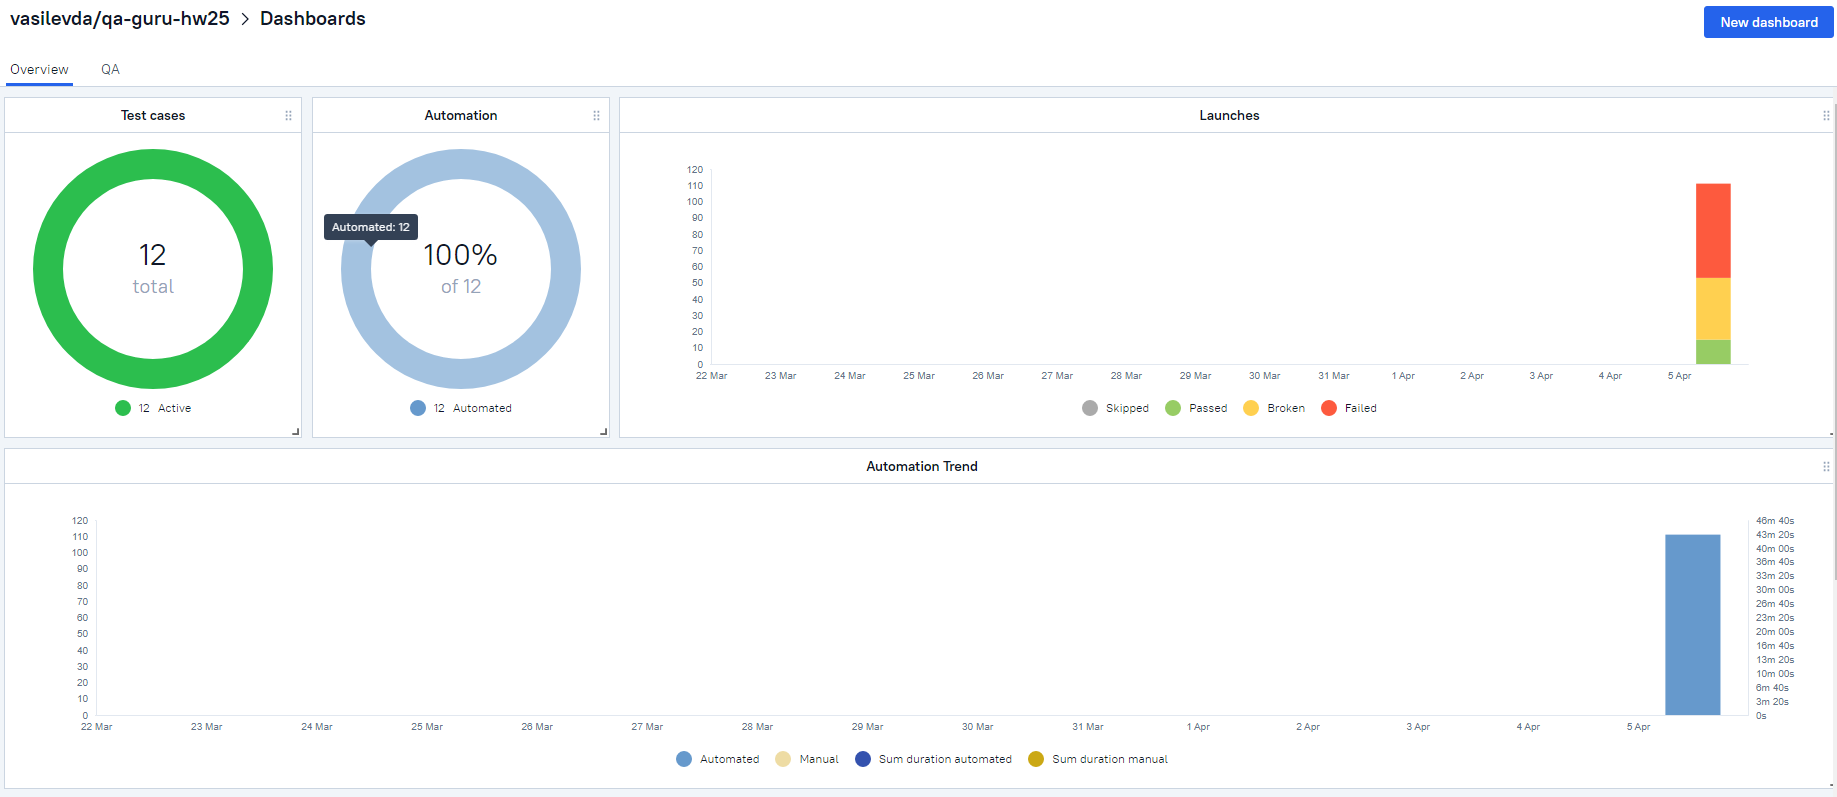 vasilevda/qa-guru-hw25 > Dashboards
New dashboard
Overview QA
Test cases
12
total
12 Active
Automation
Automated: 12
100%
of 12
12 Automated
Launches
120
110
100
90
80
70
60
50
40
30
20
10
0
22 Mar 23 Mar 24 Mar 25 Mar 26 Mar 27 Mar 28 Mar 29 Mar 30 Mar 31 Mar 1 Apr 2 Apr 3 Apr 4 Apr 5 Apr
Skipped Passed Broken Failed
Automation Trend
120
110
100
90
80
70
60
50
40
30
20
10
0
46m 40s
43m 20s
40m 00s
36m 40s
33m 20s
30m 00s
26m 40s
23m 20s
20m 00s
16m 40s
13m 20s
10m 00s
6m 40s
3m 20s
0s
22 Mar 23 Mar 24 Mar 25 Mar 26 Mar 27 Mar 28 Mar 29 Mar 30 Mar 31 Mar 1 Apr 2 Apr 3 Apr 4 Apr 5 Apr
Automated Manual Sum duration automated Sum duration manual